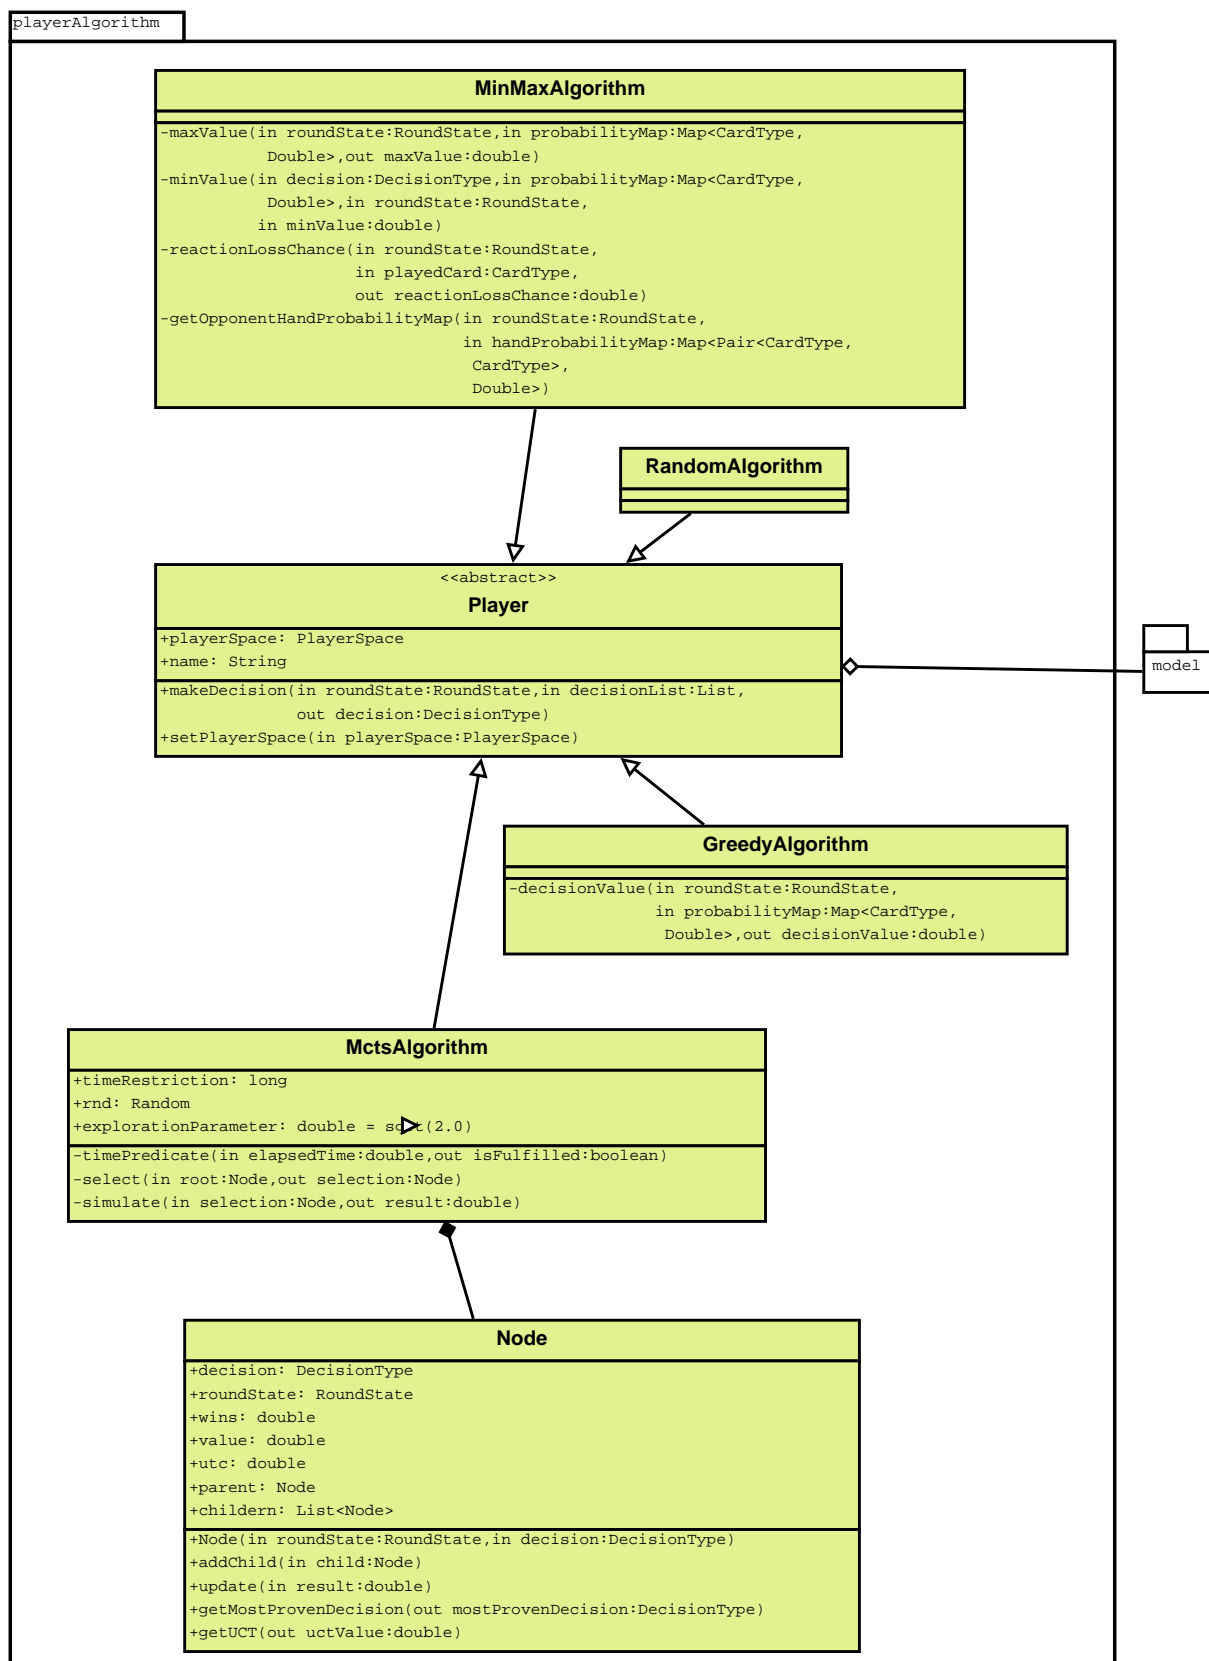 playerAlgorithm
MinMaxAlgorithm
-maxValue(in roundState:RoundState,in probabilityMap:Map<CardType,
Double>,out maxValue:double)
-minValue(in decision:DecisionType,in probabilityMap:Map<CardType,
Double>,in roundState:RoundState,
in minValue:double)
-reactionLossChance(in roundState:RoundState,
in playedCard:CardType,
out reactionLossChance:double)
-getOpponentHandProbabilityMap(in roundState:RoundState,
in handProbabilityMap:Map<Pair<CardType,
CardType>,
Double>)
RandomAlgorithm
<<abstract>>
Player
+playerSpace: PlayerSpace
+name: String
+makeDecision(in roundState:RoundState,in decisionList:List,
out decision:DecisionType)
+setPlayerSpace(in playerSpace:PlayerSpace)
model
GreedyAlgorithm
-decisionValue(in roundState:RoundState,
in probabilityMap:Map<CardType,
Double>,out decisionValue:double)
MctsAlgorithm
+timeRestriction: long
+rnd: Random
+explorationParameter: double = sqrt(2.0)
-timePredicate(in elapsedTime:double,out isFulfilled:boolean)
-select(in root:Node,out selection:Node)
-simulate(in selection:Node,out result:double)
Node
+decision: DecisionType
+roundState: RoundState
+wins: double
+value: double
+utc: double
+parent: Node
+childern: List<Node>
+Node(in roundState:RoundState,in decision:DecisionType)
+addChild(in child:Node)
+update(in result:double)
+getMostProvenDecision(out mostProvenDecision:DecisionType)
+getUCT(out uctValue:double)